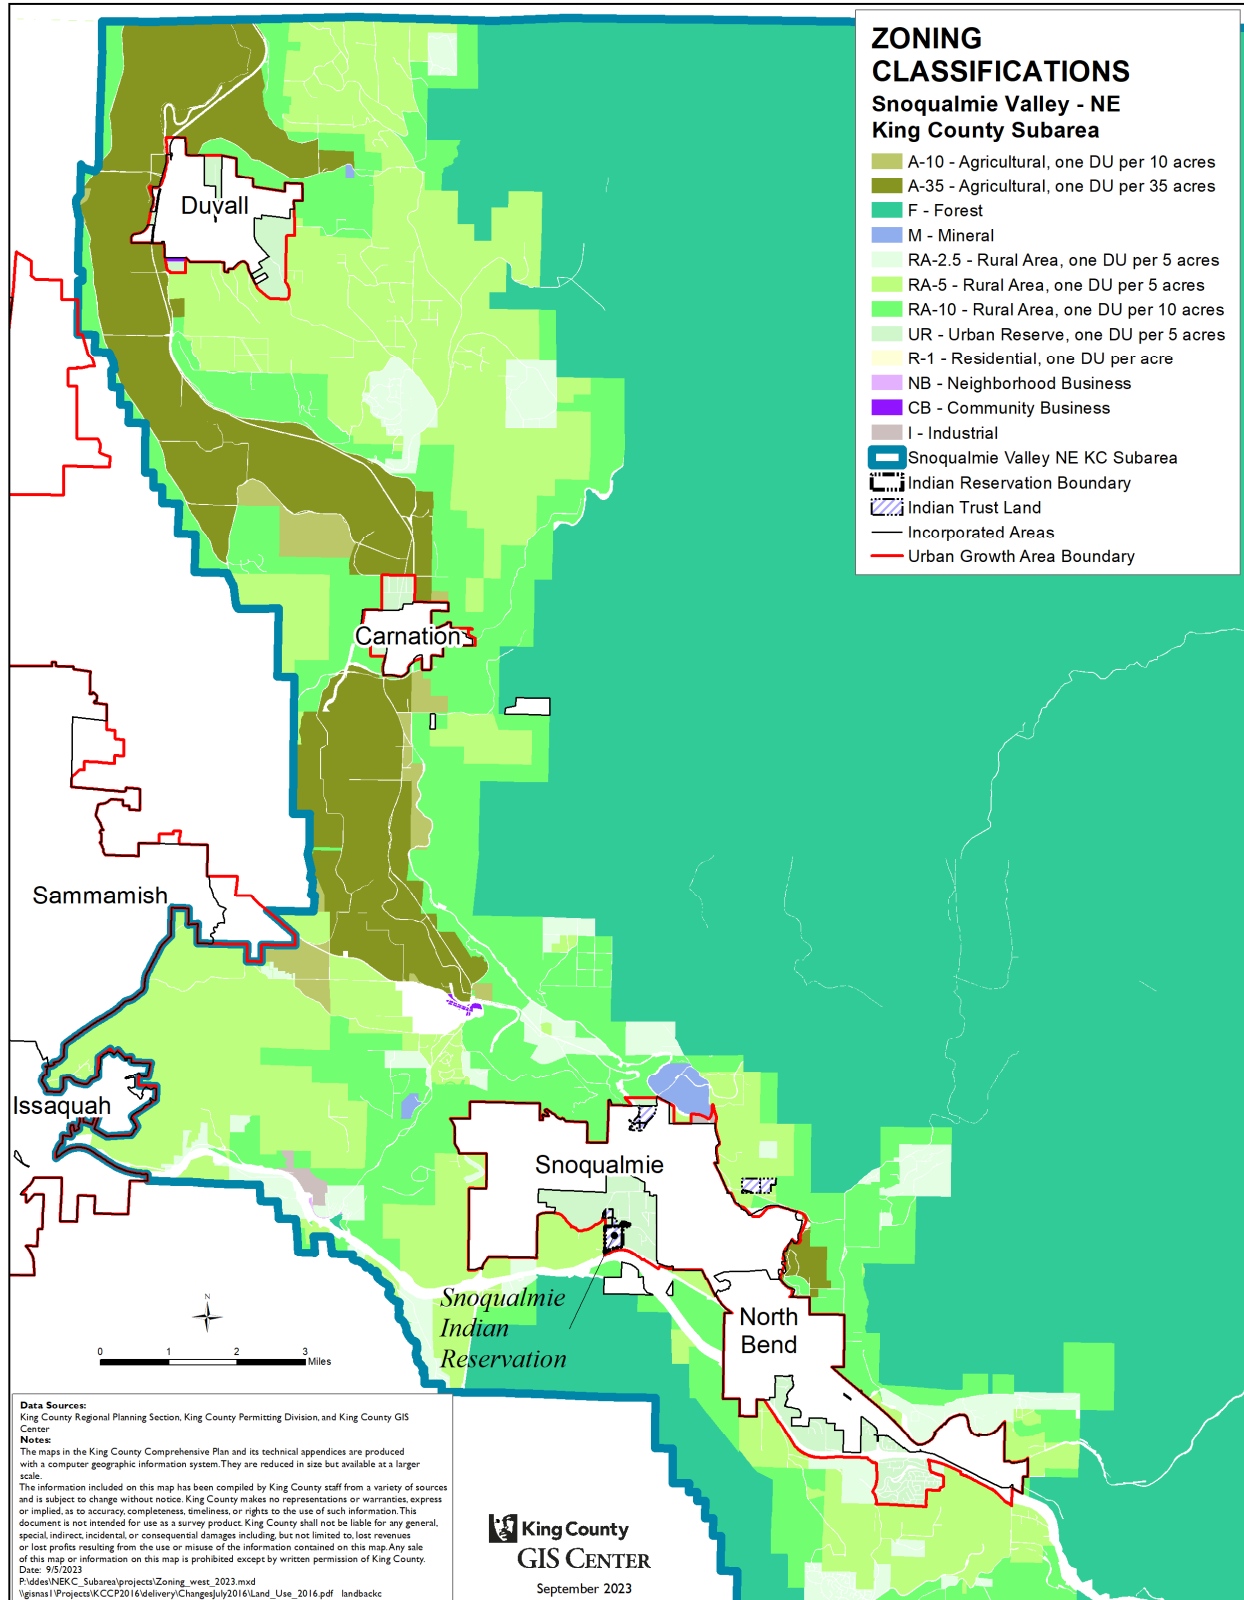 ZONING
CLASSIFICATIONS
Snoqualmie Valley - NE
King County Subarea
A-10 - Agricultural, one DU per 10 acres
A-35 - Agricultural, one DU per 35 acres
F - Forest
M - Mineral
RA-2.5 - Rural Area, one DU per 5 acres
RA-5 - Rural Area, one DU per 5 acres
RA-10 - Rural Area, one DU per 10 acres
UR - Urban Reserve, one DU per 5 acres
R-1 - Residential, one DU per acre
NB - Neighborhood Business
CB - Community Business
I - Industrial
Snoqualmie Valley NE KC Subarea
Indian Reservation Boundary
Indian Trust Land
Incorporated Areas
Urban Growth Area Boundary
Duvall
Carnation
Sammamish
Issaquah
Snoqualmie
Snoqualmie
Indian
Reservation
North
Bend
N
0 1 2 3
Miles
Data Sources:
King County Regional Planning Section, King County Permitting Division, and King County GIS
Center
Notes:
The maps in the King County Comprehensive Plan and its technical appendices are produced
with a computer geographic information system. They are reduced in size but available at a larger
scale.
The information included on this map has been compiled by King County staff from a variety of sources
and is subject to change without notice. King County makes no representations or warranties, express
or implied, as to accuracy, completeness, timeliness, or rights to the use of such information. This
document is not intended for use as a survey product. King County shall not be liable for any general,
special, indirect, incidental, or consequential damages including, but not limited to, lost revenues
or lost profits resulting from the use or misuse of the information contained on this map. Any sale
of this map or information on this map is prohibited except by written permission of King County.
Date: 9/5/2023
P:\ddes\NEKC_Subarea\projects\Zoning_west_2023.mxd
\\gisnas1\Projects\KCCP2016\delivery\ChangesJuly2016\Land_Use_2016.pdf landbackc
King County
GIS CENTER
September 2023